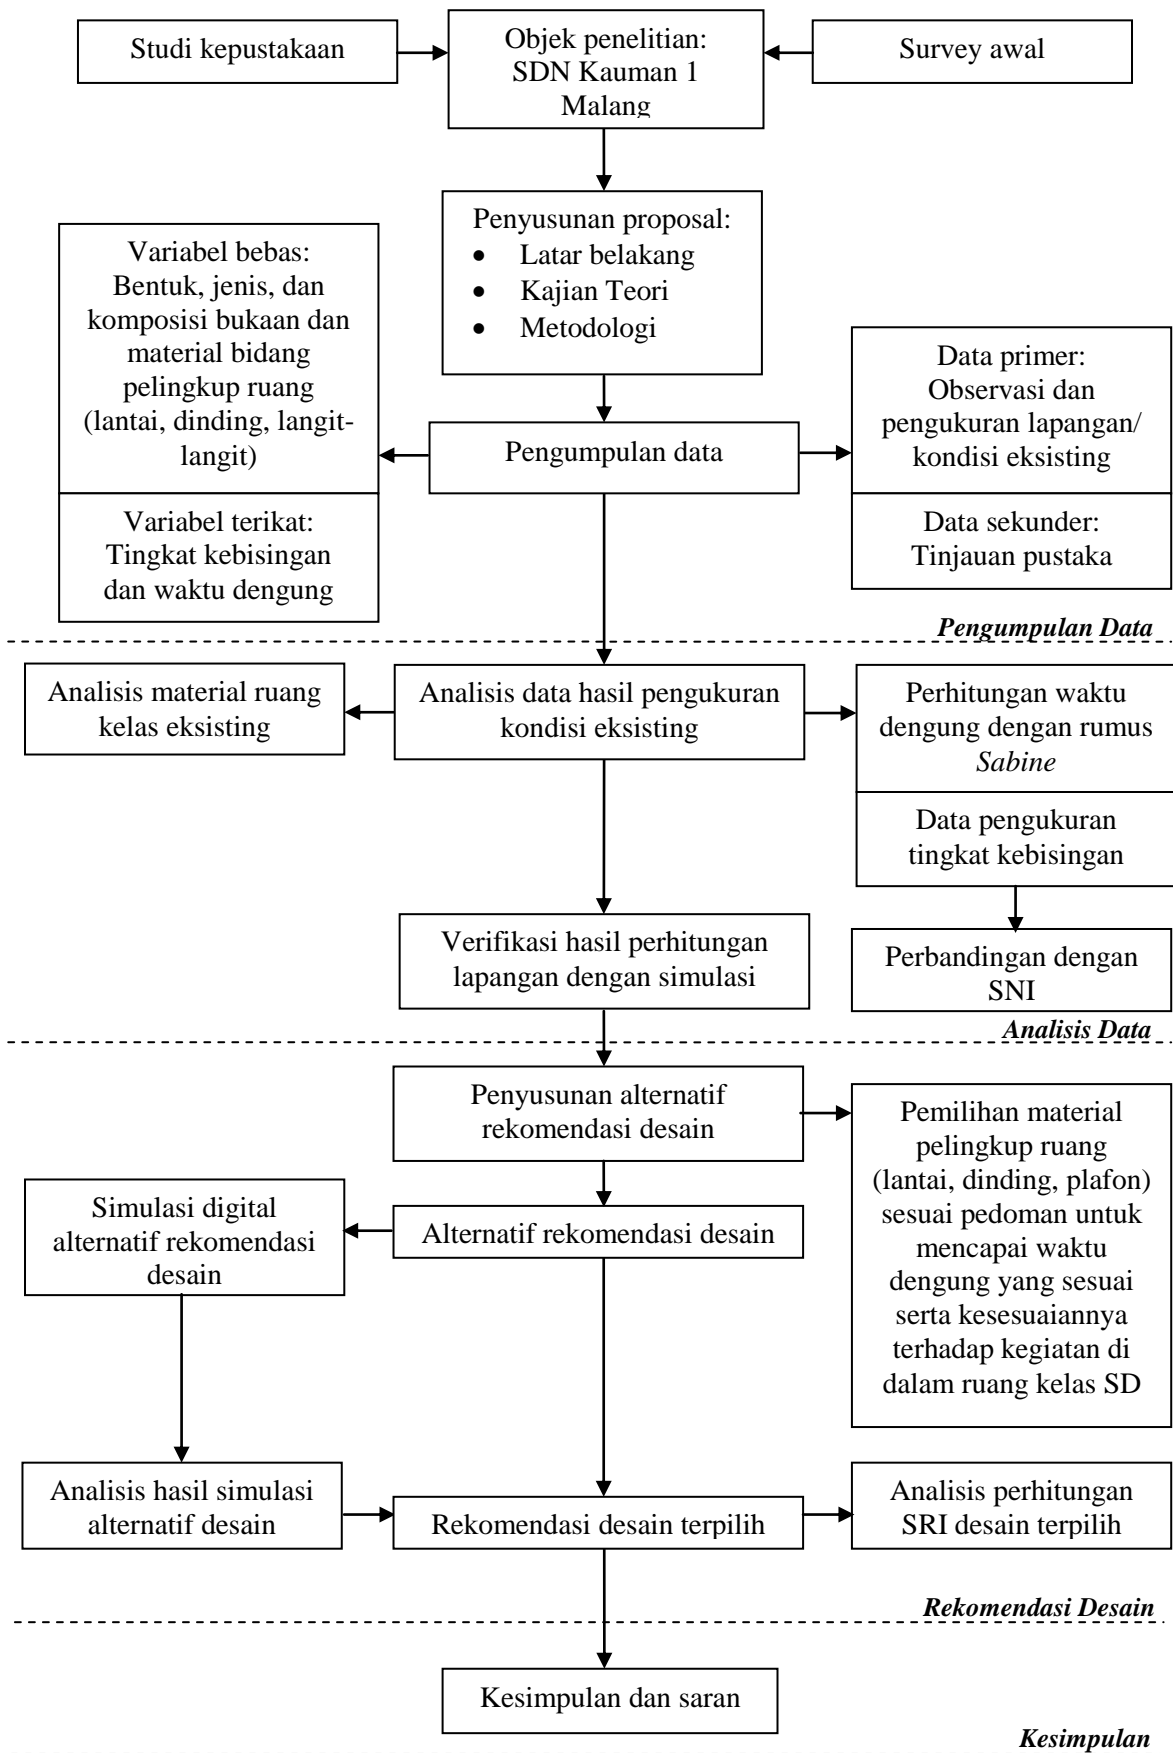 Studi kepustakaan
Objek penelitian:
SDN Kauman 1
Malang
Survey awal
Penyusunan proposal:
• Latar belakang
• Kajian Teori
• Metodologi
Variabel bebas:
Bentuk, jenis, dan
komposisi bukaan dan
material bidang
pelingkup ruang
(lantai, dinding, langit-
langit)
Variabel terikat:
Tingkat kebisingan
dan waktu dengung
Pengumpulan data
Data primer:
Observasi dan
pengukuran lapangan/
kondisi eksisting
Data sekunder:
Tinjauan pustaka
Pengumpulan Data
Analisis material ruang
kelas eksisting
Analisis data hasil pengukuran
kondisi eksisting
Perhitungan waktu
dengung dengan rumus
Sabine
Data pengukuran
tingkat kebisingan
Verifikasi hasil perhitungan
lapangan dengan simulasi
Perbandingan dengan
SNI
Analisis Data
Penyusunan alternatif
rekomendasi desain
Pemilihan material
pelingkup ruang
(lantai, dinding, plafon)
sesuai pedoman untuk
mencapai waktu
dengung yang sesuai
serta kesesuaiannya
terhadap kegiatan di
dalam ruang kelas SD
Simulasi digital
alternatif rekomendasi
desain
Alternatif rekomendasi desain
Analisis hasil simulasi
alternatif desain
Rekomendasi desain terpilih
Analisis perhitungan
SRI desain terpilih
Rekomendasi Desain
Kesimpulan dan saran
Kesimpulan